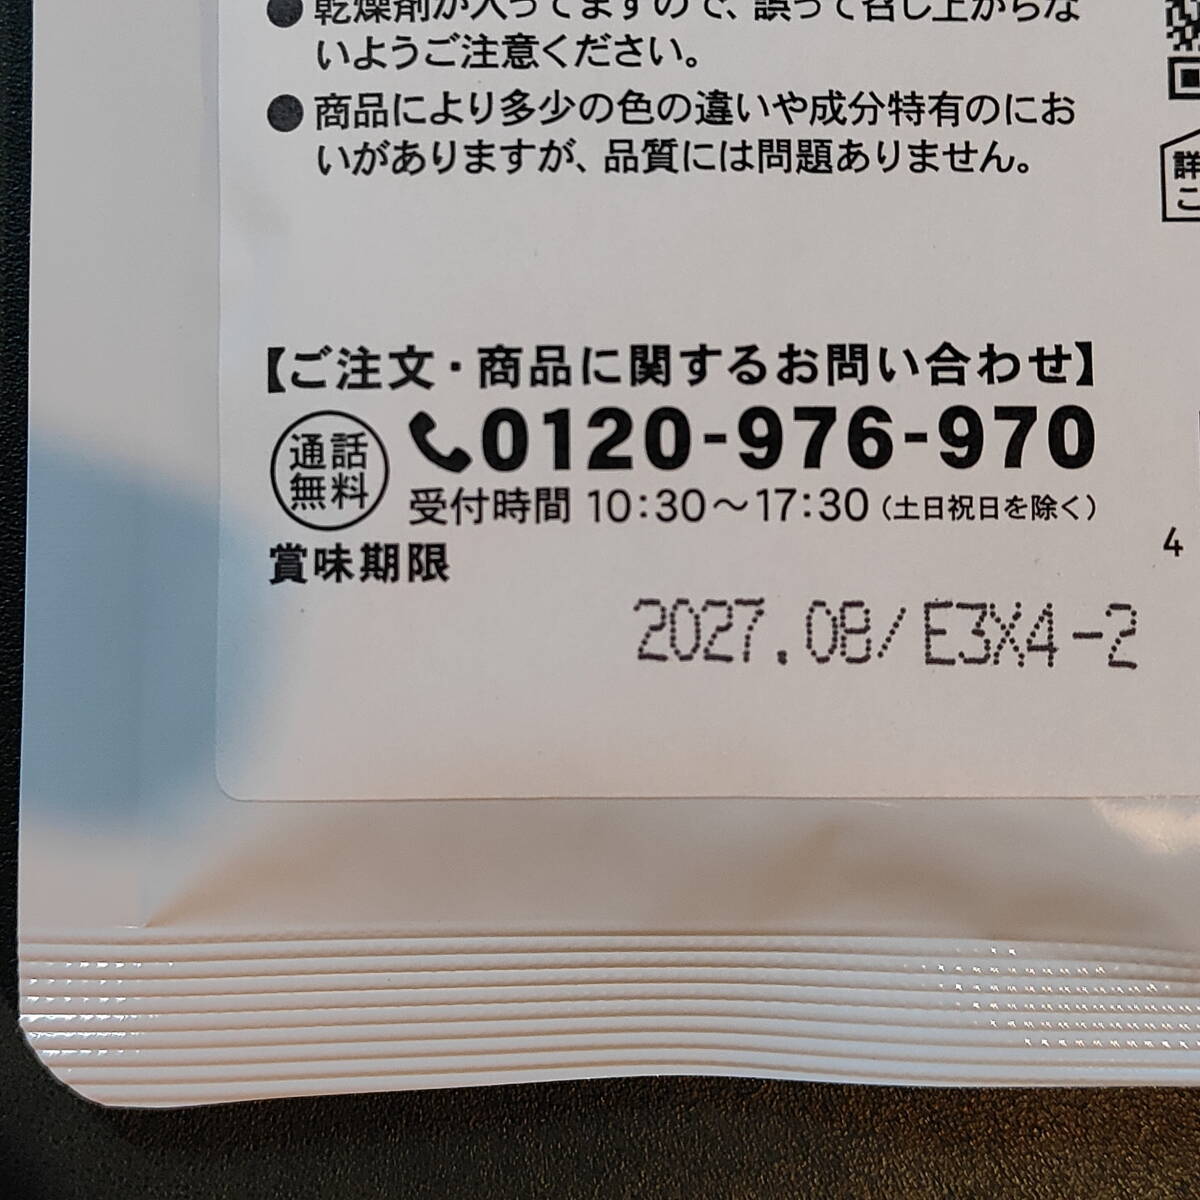 ●乾燥剤が入ってますので、誤って召し上がらな
いようご注意ください。
●商品により多少の色の違いや成分特有のにお
いがありますが、品質には問題ありません。
詳
こ
【ご注文・商品に関するお問い合わせ】
通話
無料
0120-976-970
受付時間 10:30〜17:30（土日祝日を除く）
4
賞味期限
2027.08/E3X4-2